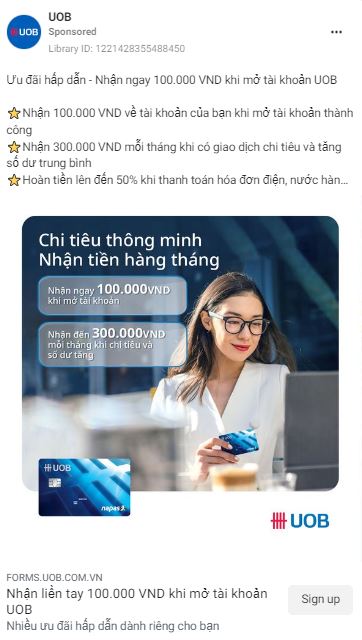 UOB
Sponsored
Library ID: 1221428355488450
Ưu đãi hấp dẫn - Nhận ngay 100.000 VND khi mở tài khoản UOB
⭐Nhận 100.000 VND về tài khoản của bạn khi mở tài khoản thành
công
⭐Nhận 300.000 VND mỗi tháng khi có giao dịch chi tiêu và tăng
số dư trung bình
⭐Hoàn tiền lên đến 50% khi thanh toán hóa đơn điện, nước hàn...
Chi tiêu thông minh
Nhận tiền hàng tháng
Nhận ngay 100.000VND
khi mở tài khoản
Nhận đến 300.000VND
mỗi tháng khi chi tiêu và
số dư tăng
UOB
napas
UOB
FORMS.UOB.COM.VN
Nhận liền tay 100.000 VND khi mở tài khoản
UOB
Nhiều ưu đãi hấp dẫn dành riêng cho bạn
Sign up